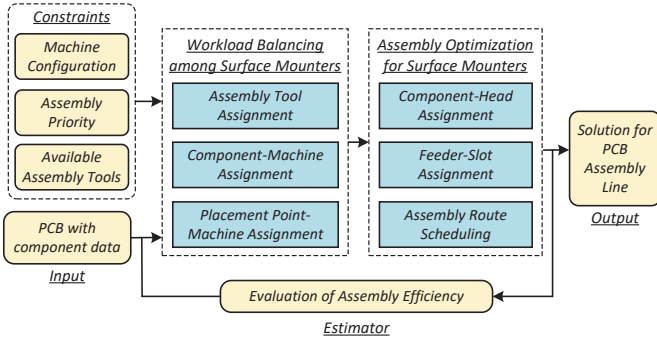 Constraints
Machine
Configuration
Assembly
Priority
Available
Assembly Tools
PCB with
component data
Input
Workload Balancing
among Surface Mounters
Assembly Tool
Assignment
Component-Machine
Assignment
Placement Point-
Machine Assignment
Assembly Optimization
for Surface Mounters
Component-Head
Assignment
Feeder-Slot
Assignment
Assembly Route
Scheduling
Solution for
PCB
Assembly
Line
Output
Evaluation of Assembly Efficiency
Estimator